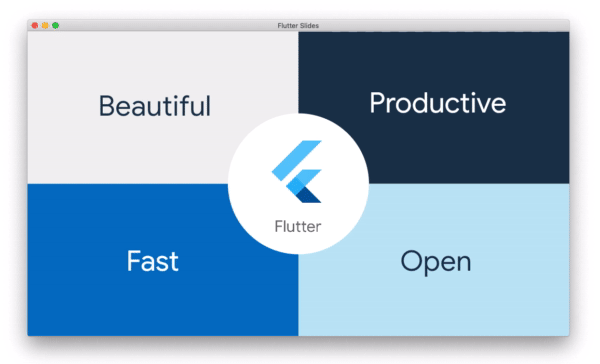 Flutter Slides
Beautiful
Productive
Flutter
Fast
Open